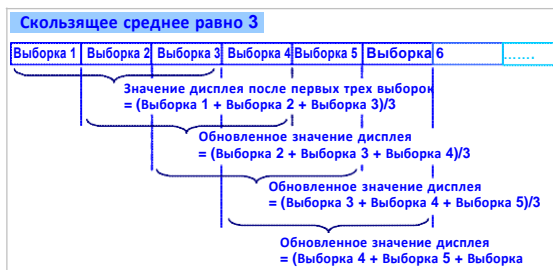 Скользящее среднее равно 3
Выборка 1 Выборка 2 Выборка 3 Выборка 4 Выборка 5 Выборка 6 .......
Значение дисплея после первых трех выборок
= (Выборка 1 + Выборка 2 + Выборка 3)/3
Обновленное значение дисплея
= (Выборка 2 + Выборка 3 + Выборка 4)/3
Обновленное значение дисплея
= (Выборка 3 + Выборка 4 + Выборка 5)/3
Обновленное значение дисплея
= (Выборка 4 + Выборка 5 + Выборка